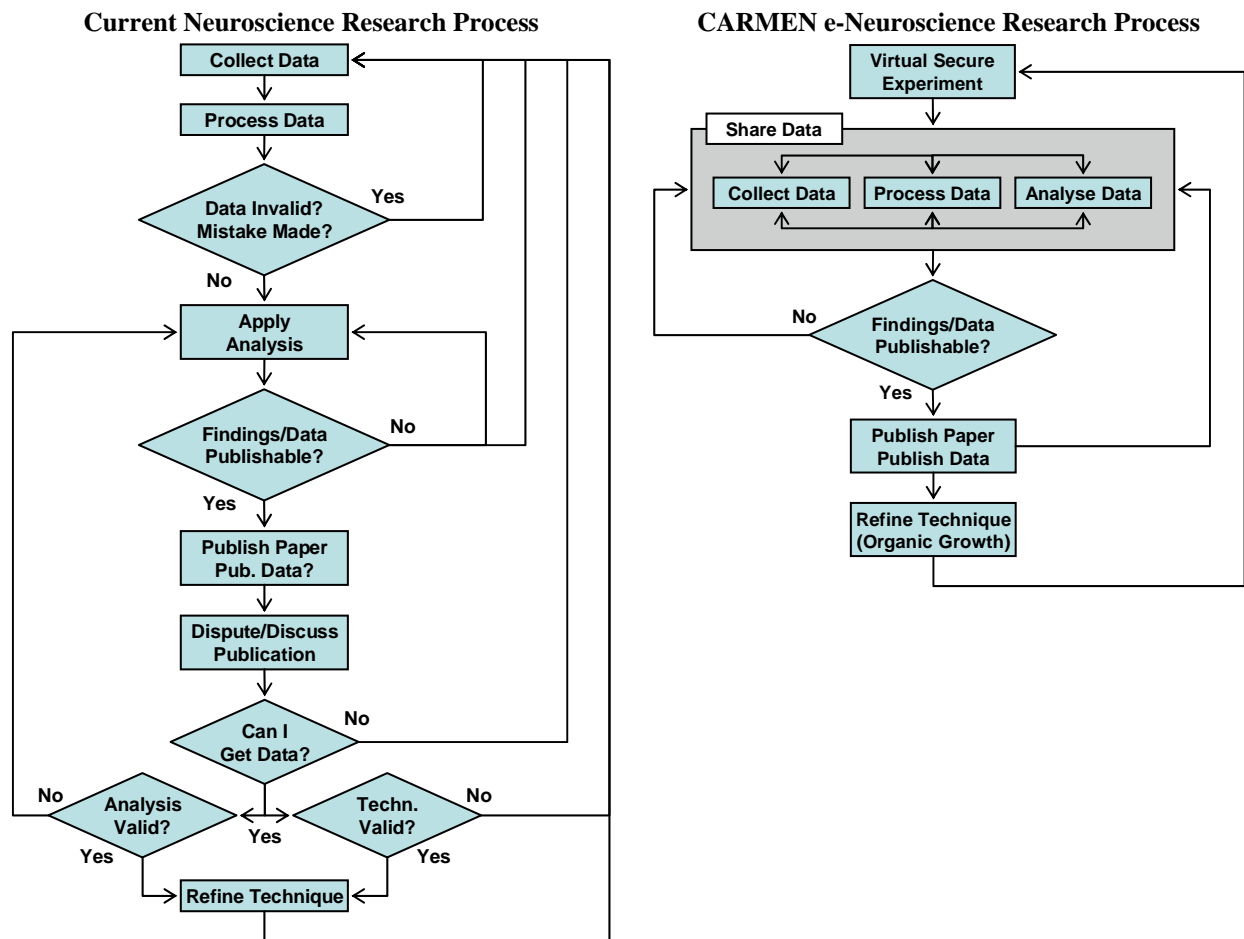 Current Neuroscience Research Process
Collect Data
Process Data
Data Invalid?
Mistake Made?
Yes
No
Apply
Analysis
Findings/Data
Publishable?
No
Yes
Publish Paper
Pub. Data?
Dispute/Discuss
Publication
Can I
Get Data?
No
Yes
Analysis
Valid?
No
Yes
Techn.
Valid?
No
Yes
Refine Technique
CARMEN e-Neuroscience Research Process
Virtual Secure
Experiment
Share Data
Collect Data
Process Data
Analyse Data
Findings/Data
Publishable?
No
Yes
Publish Paper
Publish Data
Refine Technique
(Organic Growth)